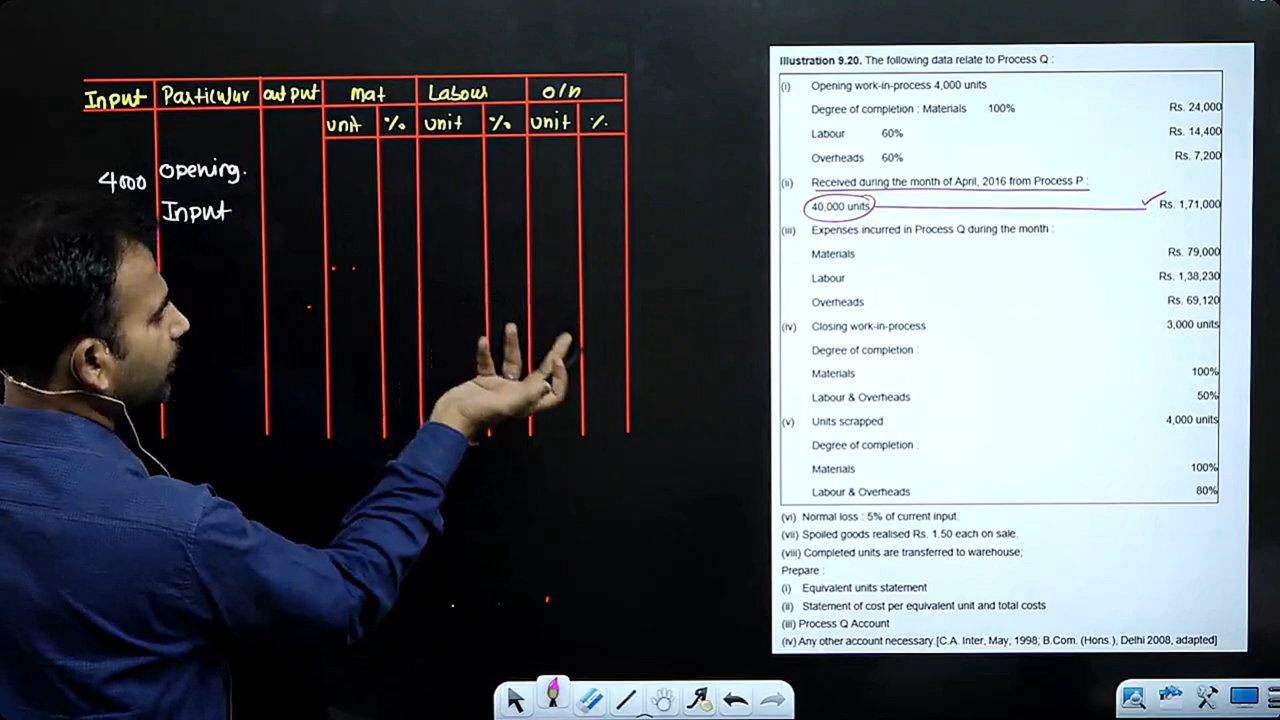 Input Particular output Mat Labour O/H
unit % unit % unit %
4000 Opening.
Input
Illustration 9.20. The following data relate to Process Q :
(i) Opening work-in-process 4,000 units
Degree of completion : Materials 100% Rs. 24,000
Labour 60% Rs. 14,400
Overheads 60% Rs. 7,200
(ii) Received during the month of April, 2016 from Process P :
40,000 units Rs. 1,71,000
(iii) Expenses incurred in Process Q during the month :
Materials Rs. 79,000
Labour Rs. 1,38,230
Overheads Rs. 69,120
(iv) Closing work-in-process 3,000 units
Degree of completion :
Materials 100%
Labour & Overheads 50%
(v) Units scrapped 4,000 units
Degree of completion :
Materials 100%
Labour & Overheads 80%
(vi) Normal loss : 5% of current input.
(vii) Spoiled goods realised Rs. 1.50 each on sale.
(viii) Completed units are transferred to warehouse;
Prepare :
(i) Equivalent units statement
(ii) Statement of cost per equivalent unit and total costs
(iii) Process Q Account
(iv) Any other account necessary.[C.A. Inter, May, 1998; B.Com. (Hons.), Delhi 2008, adapted]